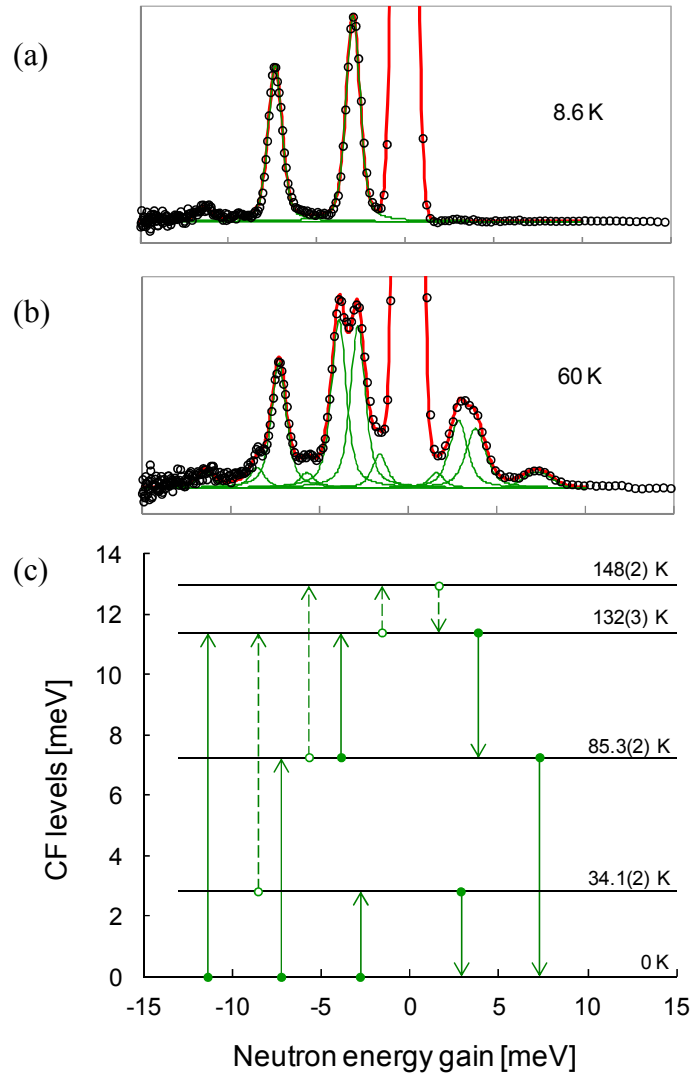 (a)
8.6 K
(b)
60 K
(c)
CF levels [meV]
14
12
10
8
6
4
2
0
148(2) K
132(3) K
85.3(2) K
34.1(2) K
0 K
-15
-10
-5
0
5
10
15
Neutron energy gain [meV]